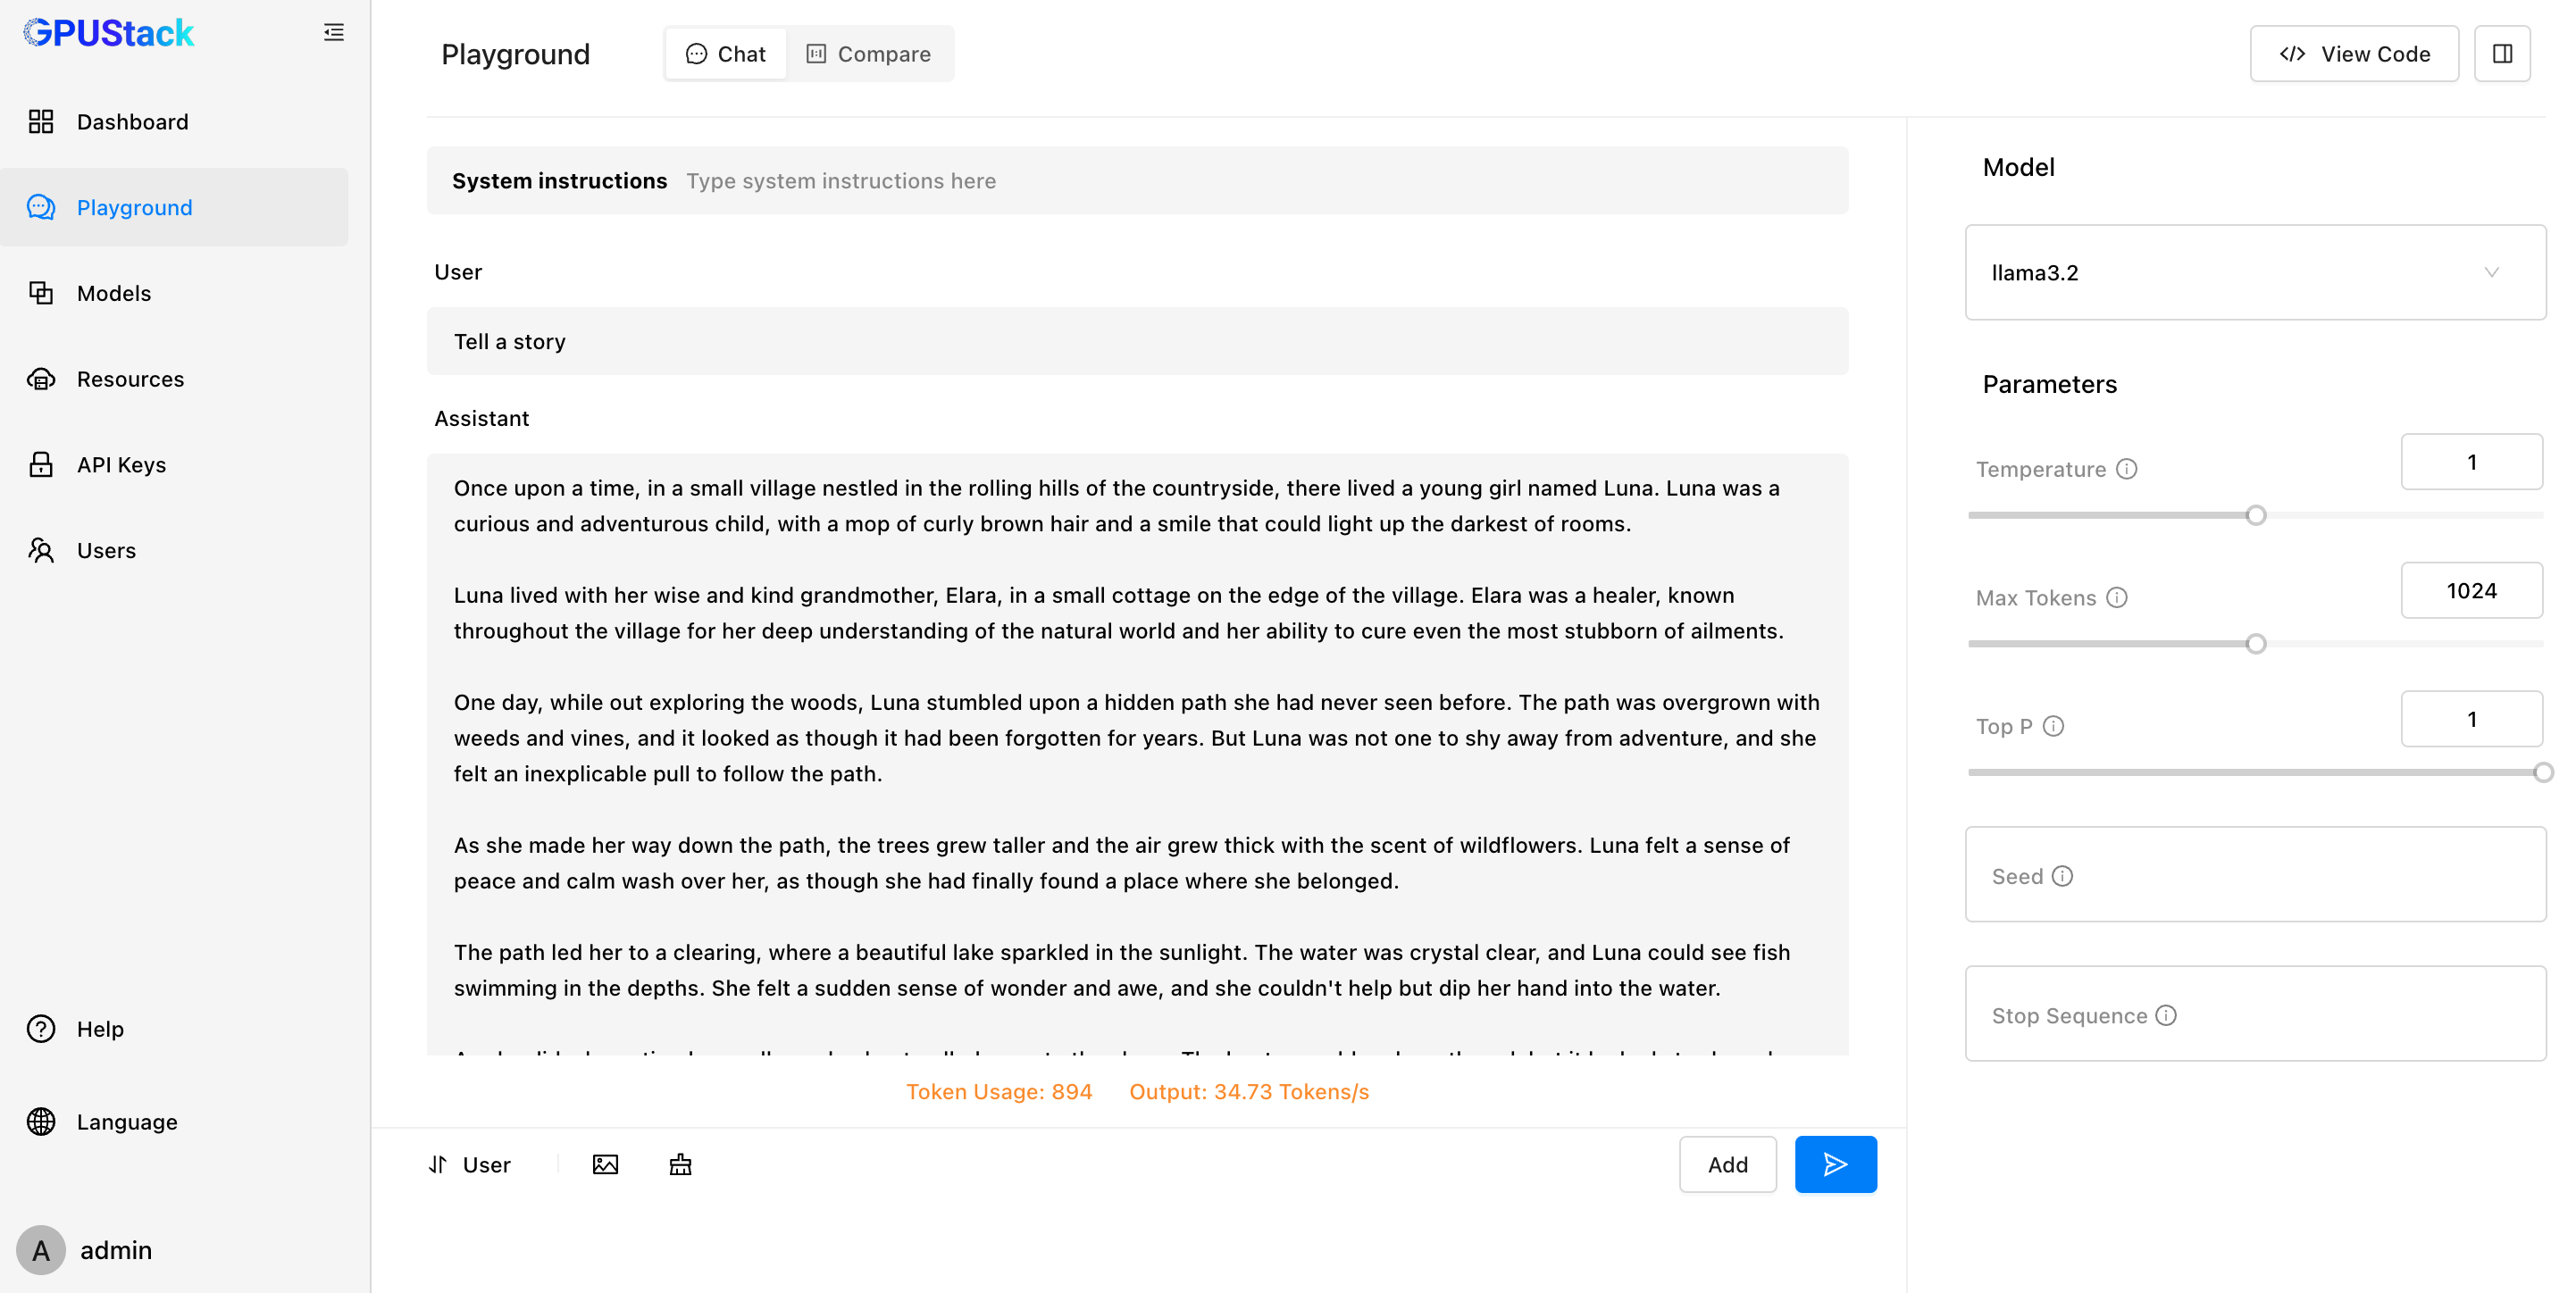 GPUStack
Dashboard
Playground
Models
Resources
API Keys
Users
Help
Language
A admin
Playground
Chat
Compare
View Code
System instructions Type system instructions here
User
Tell a story
Assistant
Once upon a time, in a small village nestled in the rolling hills of the countryside, there lived a young girl named Luna. Luna was a
curious and adventurous child, with a mop of curly brown hair and a smile that could light up the darkest of rooms.
Luna lived with her wise and kind grandmother, Elara, in a small cottage on the edge of the village. Elara was a healer, known
throughout the village for her deep understanding of the natural world and her ability to cure even the most stubborn of ailments.
One day, while out exploring the woods, Luna stumbled upon a hidden path she had never seen before. The path was overgrown with
weeds and vines, and it looked as though it had been forgotten for years. But Luna was not one to shy away from adventure, and she
felt an inexplicable pull to follow the path.
As she made her way down the path, the trees grew taller and the air grew thick with the scent of wildflowers. Luna felt a sense of
peace and calm wash over her, as though she had finally found a place where she belonged.
The path led her to a clearing, where a beautiful lake sparkled in the sunlight. The water was crystal clear, and Luna could see fish
swimming in the depths. She felt a sudden sense of wonder and awe, and she couldn't help but dip her hand into the water.
Token Usage: 894 Output: 34.73 Tokens/s
User
Add
Model
llama3.2
Parameters
Temperature 1
Max Tokens 1024
Top P 1
Seed
Stop Sequence